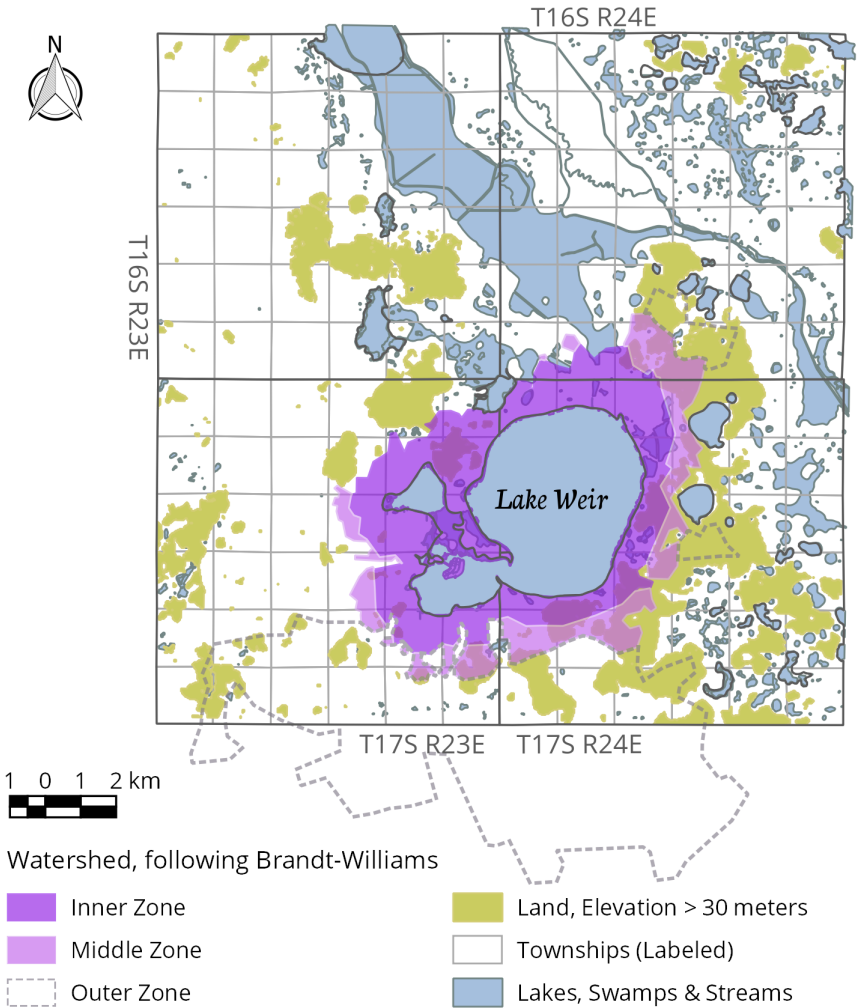 T16S R24E
N
T16S R23E
Lake Weir
T17S R23E
T17S R24E
1 0 1 2 km
Watershed, following Brandt-Williams
Inner Zone
Land, Elevation > 30 meters
Middle Zone
Townships (Labeled)
Outer Zone
Lakes, Swamps & Streams